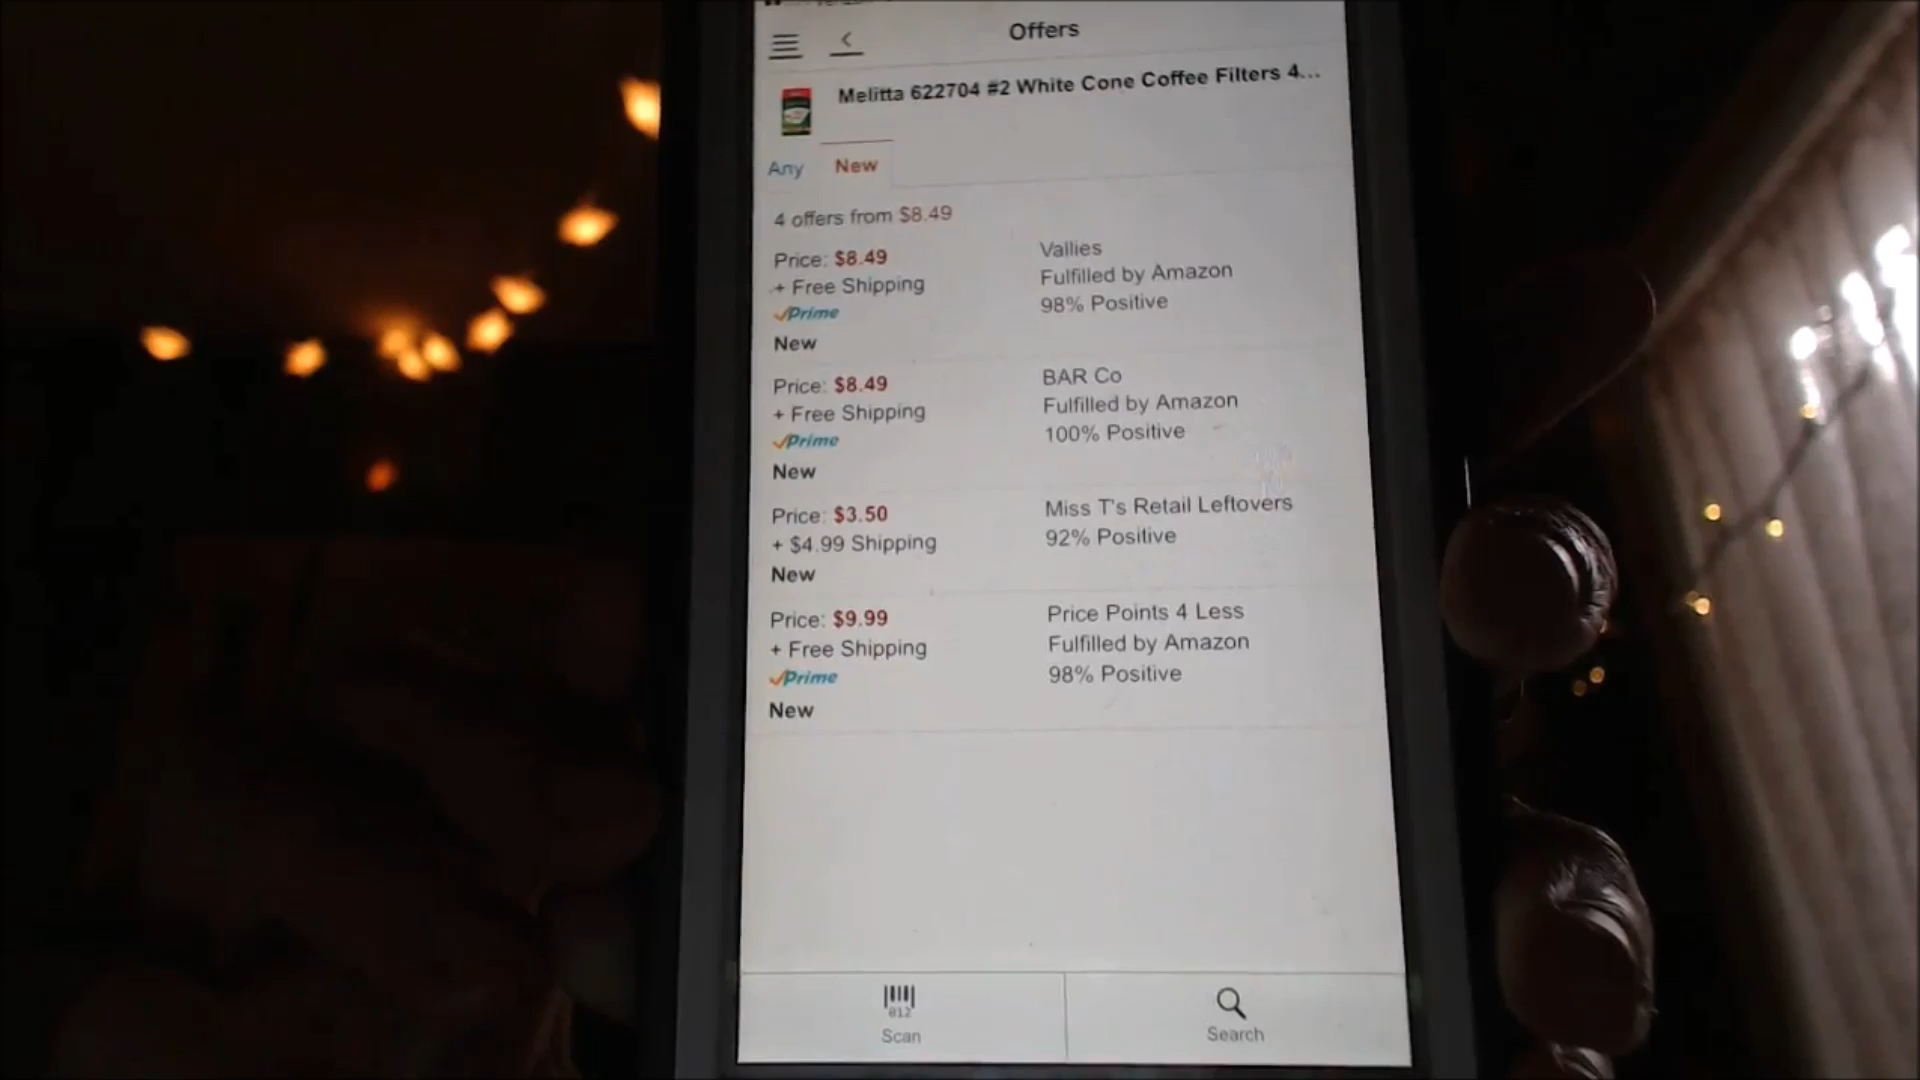 Offers
Melitta 622704 #2 White Cone Coffee Filters 4...
Any New
4 offers from $8.49
Price: $8.49
+ Free Shipping
Prime
New
Vallies
Fulfilled by Amazon
98% Positive
Price: $8.49
+ Free Shipping
Prime
New
BAR Co
Fulfilled by Amazon
100% Positive
Price: $3.50
+ $4.99 Shipping
New
Miss T's Retail Leftovers
92% Positive
Price: $9.99
+ Free Shipping
Prime
New
Price Points 4 Less
Fulfilled by Amazon
98% Positive
012
Scan
Search